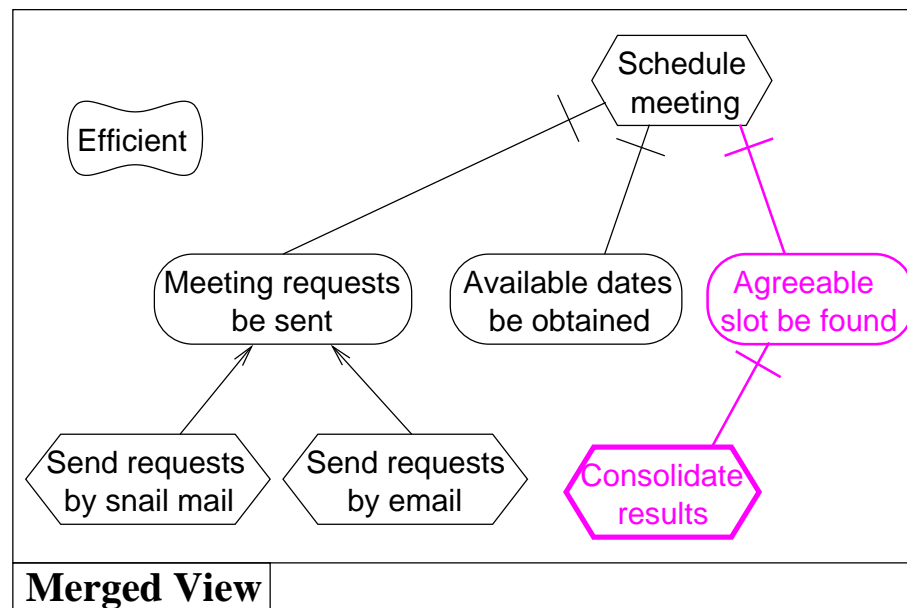 Schedule
meeting
Efficient
Meeting requests
be sent
Available dates
be obtained
Agreeable
slot be found
Send requests
by snail mail
Send requests
by email
Consolidate
results
Merged View